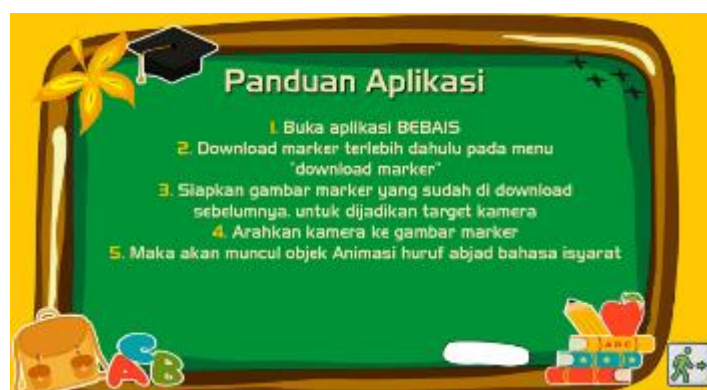 Panduan Aplikasi
1. Buka aplikasi BEBAIS
2. Download marker terlebih dahulu pada menu
"download marker"
3. Siapkan gambar marker yang sudah di download
sebelumnya. untuk dijadikan target kamera
4. Arahkan kamera ke gambar marker
5. Maka akan muncul objek Animasi huruf abjad bahasa isyarat
A C B
ABC